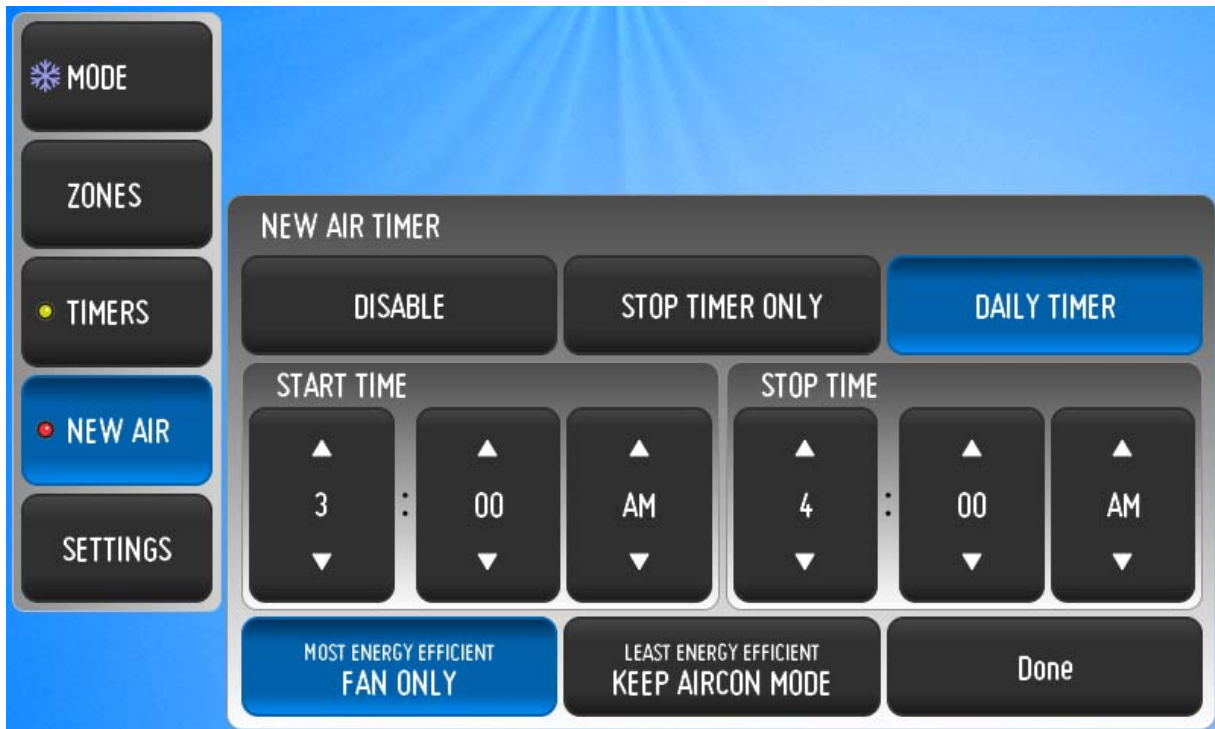 MODE
ZONES
TIMERS
NEW AIR
SETTINGS
NEW AIR TIMER
DISABLE
STOP TIMER ONLY
DAILY TIMER
START TIME
STOP TIME
3 : 00 AM
4 : 00 AM
MOST ENERGY EFFICIENT
FAN ONLY
LEAST ENERGY EFFICIENT
KEEP AIRCON MODE
Done